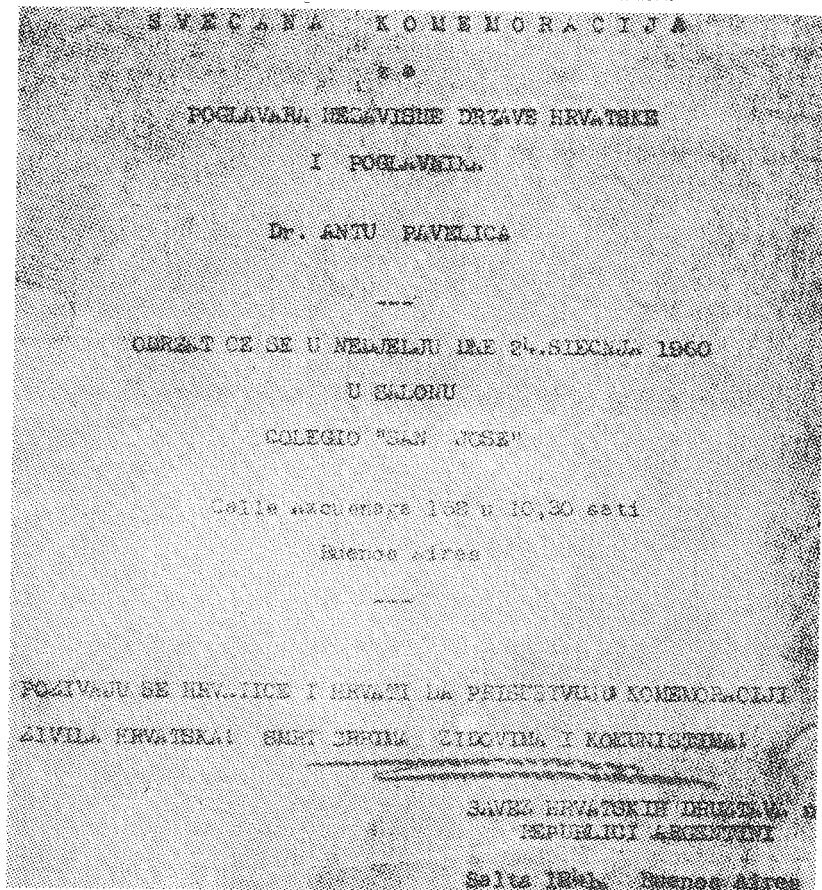 SVECANA KOMEMORACIJA
za
POGLAVARA NEZAVISNE DRZAVE HRVATSKE
I POGLAVNIKA
Dr. ANTU PAVELICA
---
ODRZAT CE SE U NEDJELJU DNE 24.SIECNJA 1960
U SALONU
COLEGIO "SAN JOSE"
Calle Azcuenara 158 u 10,30 sati
Buenos Aires
---
POZIVAJU SE HRVATICE I HRVATI DA PRISUSTVUJU KOMEMORACIJI
ZIVILA HRVATSKA! SMRT SRBIMA ZIDOVIMA I KOMUNISTIMA!
SAVEZ HRVATSKIH DRUSTAVA u
REPUBLICI ARGENTINI
Salta 1241, Buenos Aires